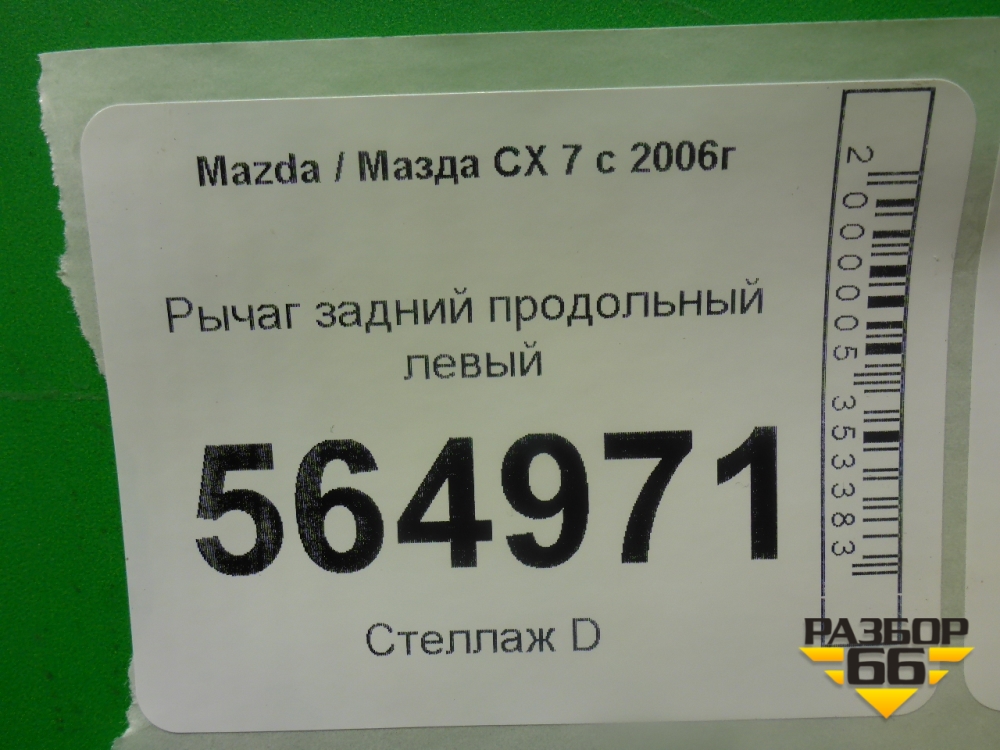 Mazda / Мазда CX 7 с 2006г
Рычаг задний продольный
левый
564971
Стеллаж D
2000005353383
РАЗБОР
66